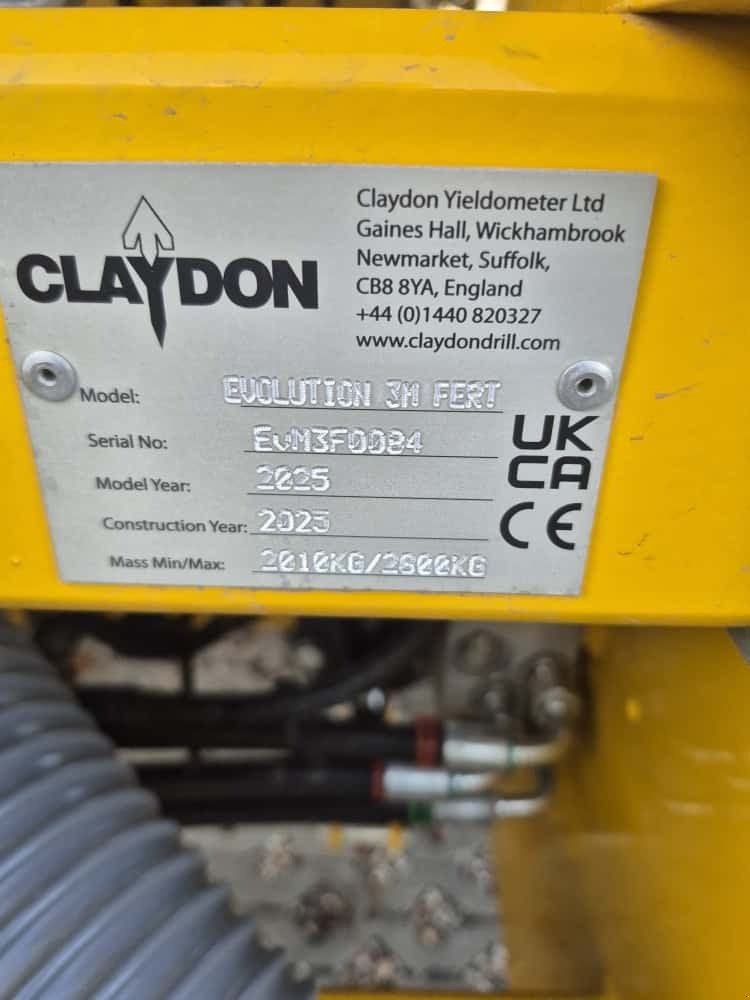 CLAYDON
Claydon Yieldometer Ltd
Gaines Hall, Wickhambrook
Newmarket, Suffolk,
CB8 8YA, England
+44 (0)1440 820327
www.claydondrill.com
Model: EVOLUTION 3M FERT
Serial No: EvM3F0084
Model Year: 2025
Construction Year: 2025
Mass Min/Max: 2010KG/2800KG
UK
CA
CE